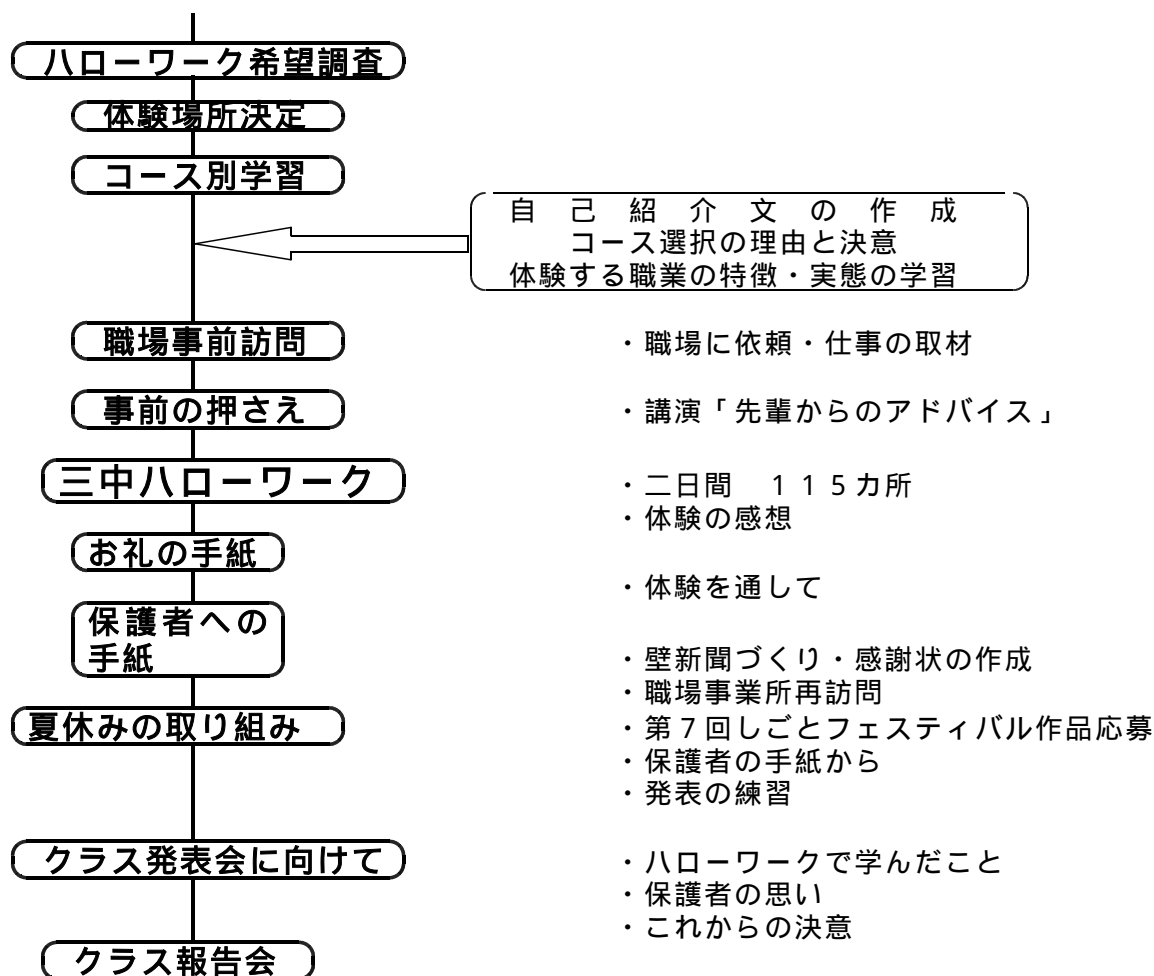 ハローワーク希望調査
体験場所決定
コース別学習
自己紹介文の作成
コース選択の理由と決意
体験する職業の特徴・実態の学習
職場事前訪問
・職場に依頼・仕事の取材
事前の押さえ
・講演「先輩からのアドバイス」
三中ハローワーク
・二日間　１１５カ所
・体験の感想
お礼の手紙
・体験を通して
保護者への
手紙
・壁新聞づくり・感謝状の作成
・職場事業所再訪問
夏休みの取り組み
・第７回しごとフェスティバル作品応募
・保護者の手紙から
・発表の練習
クラス発表会に向けて
・ハローワークで学んだこと
・保護者の思い
・これからの決意
クラス報告会